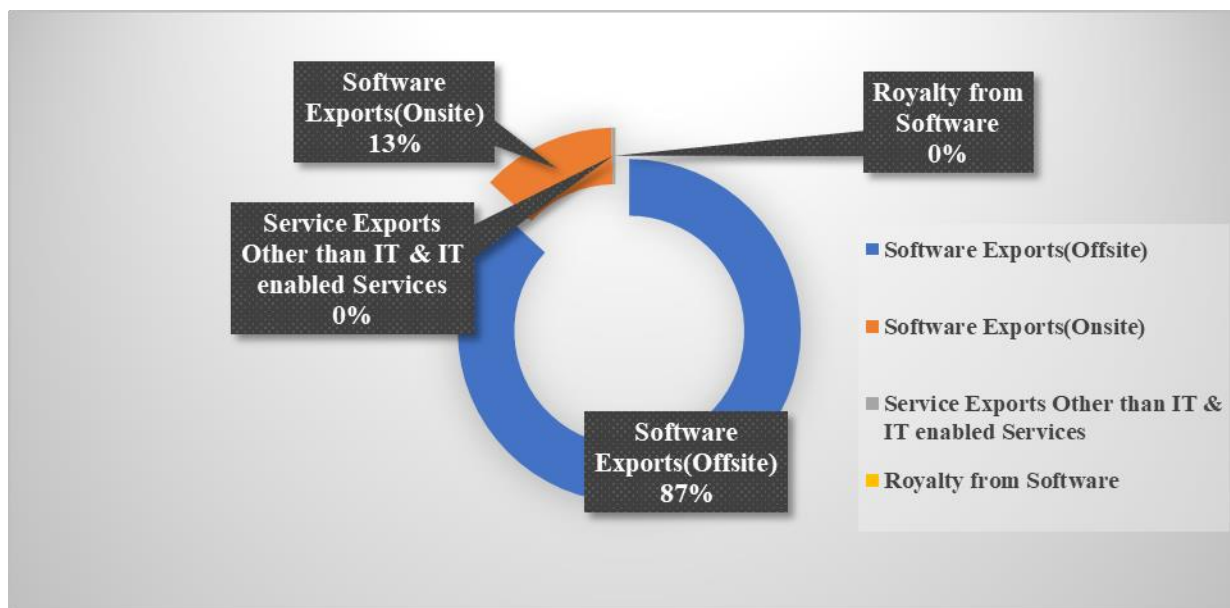 Software
Exports(Onsite)
13%
Royalty from
Software
0%
Service Exports
Other than IT & IT
enabled Services
0%
Software
Exports(Offsite)
87%
Software Exports(Offsite)
Software Exports(Onsite)
Service Exports Other than IT &
IT enabled Services
Royalty from Software